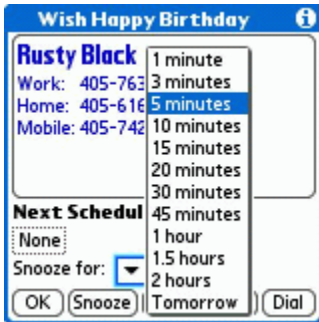 Wish Happy Birthday
Rusty Black
Work: 405-763
Home: 405-616
Mobile: 405-742
1 minute
3 minutes
5 minutes
10 minutes
15 minutes
20 minutes
30 minutes
45 minutes
1 hour
1.5 hours
2 hours
Tomorrow
Next Schedul
None
Snooze for:
OK Snooze Dial